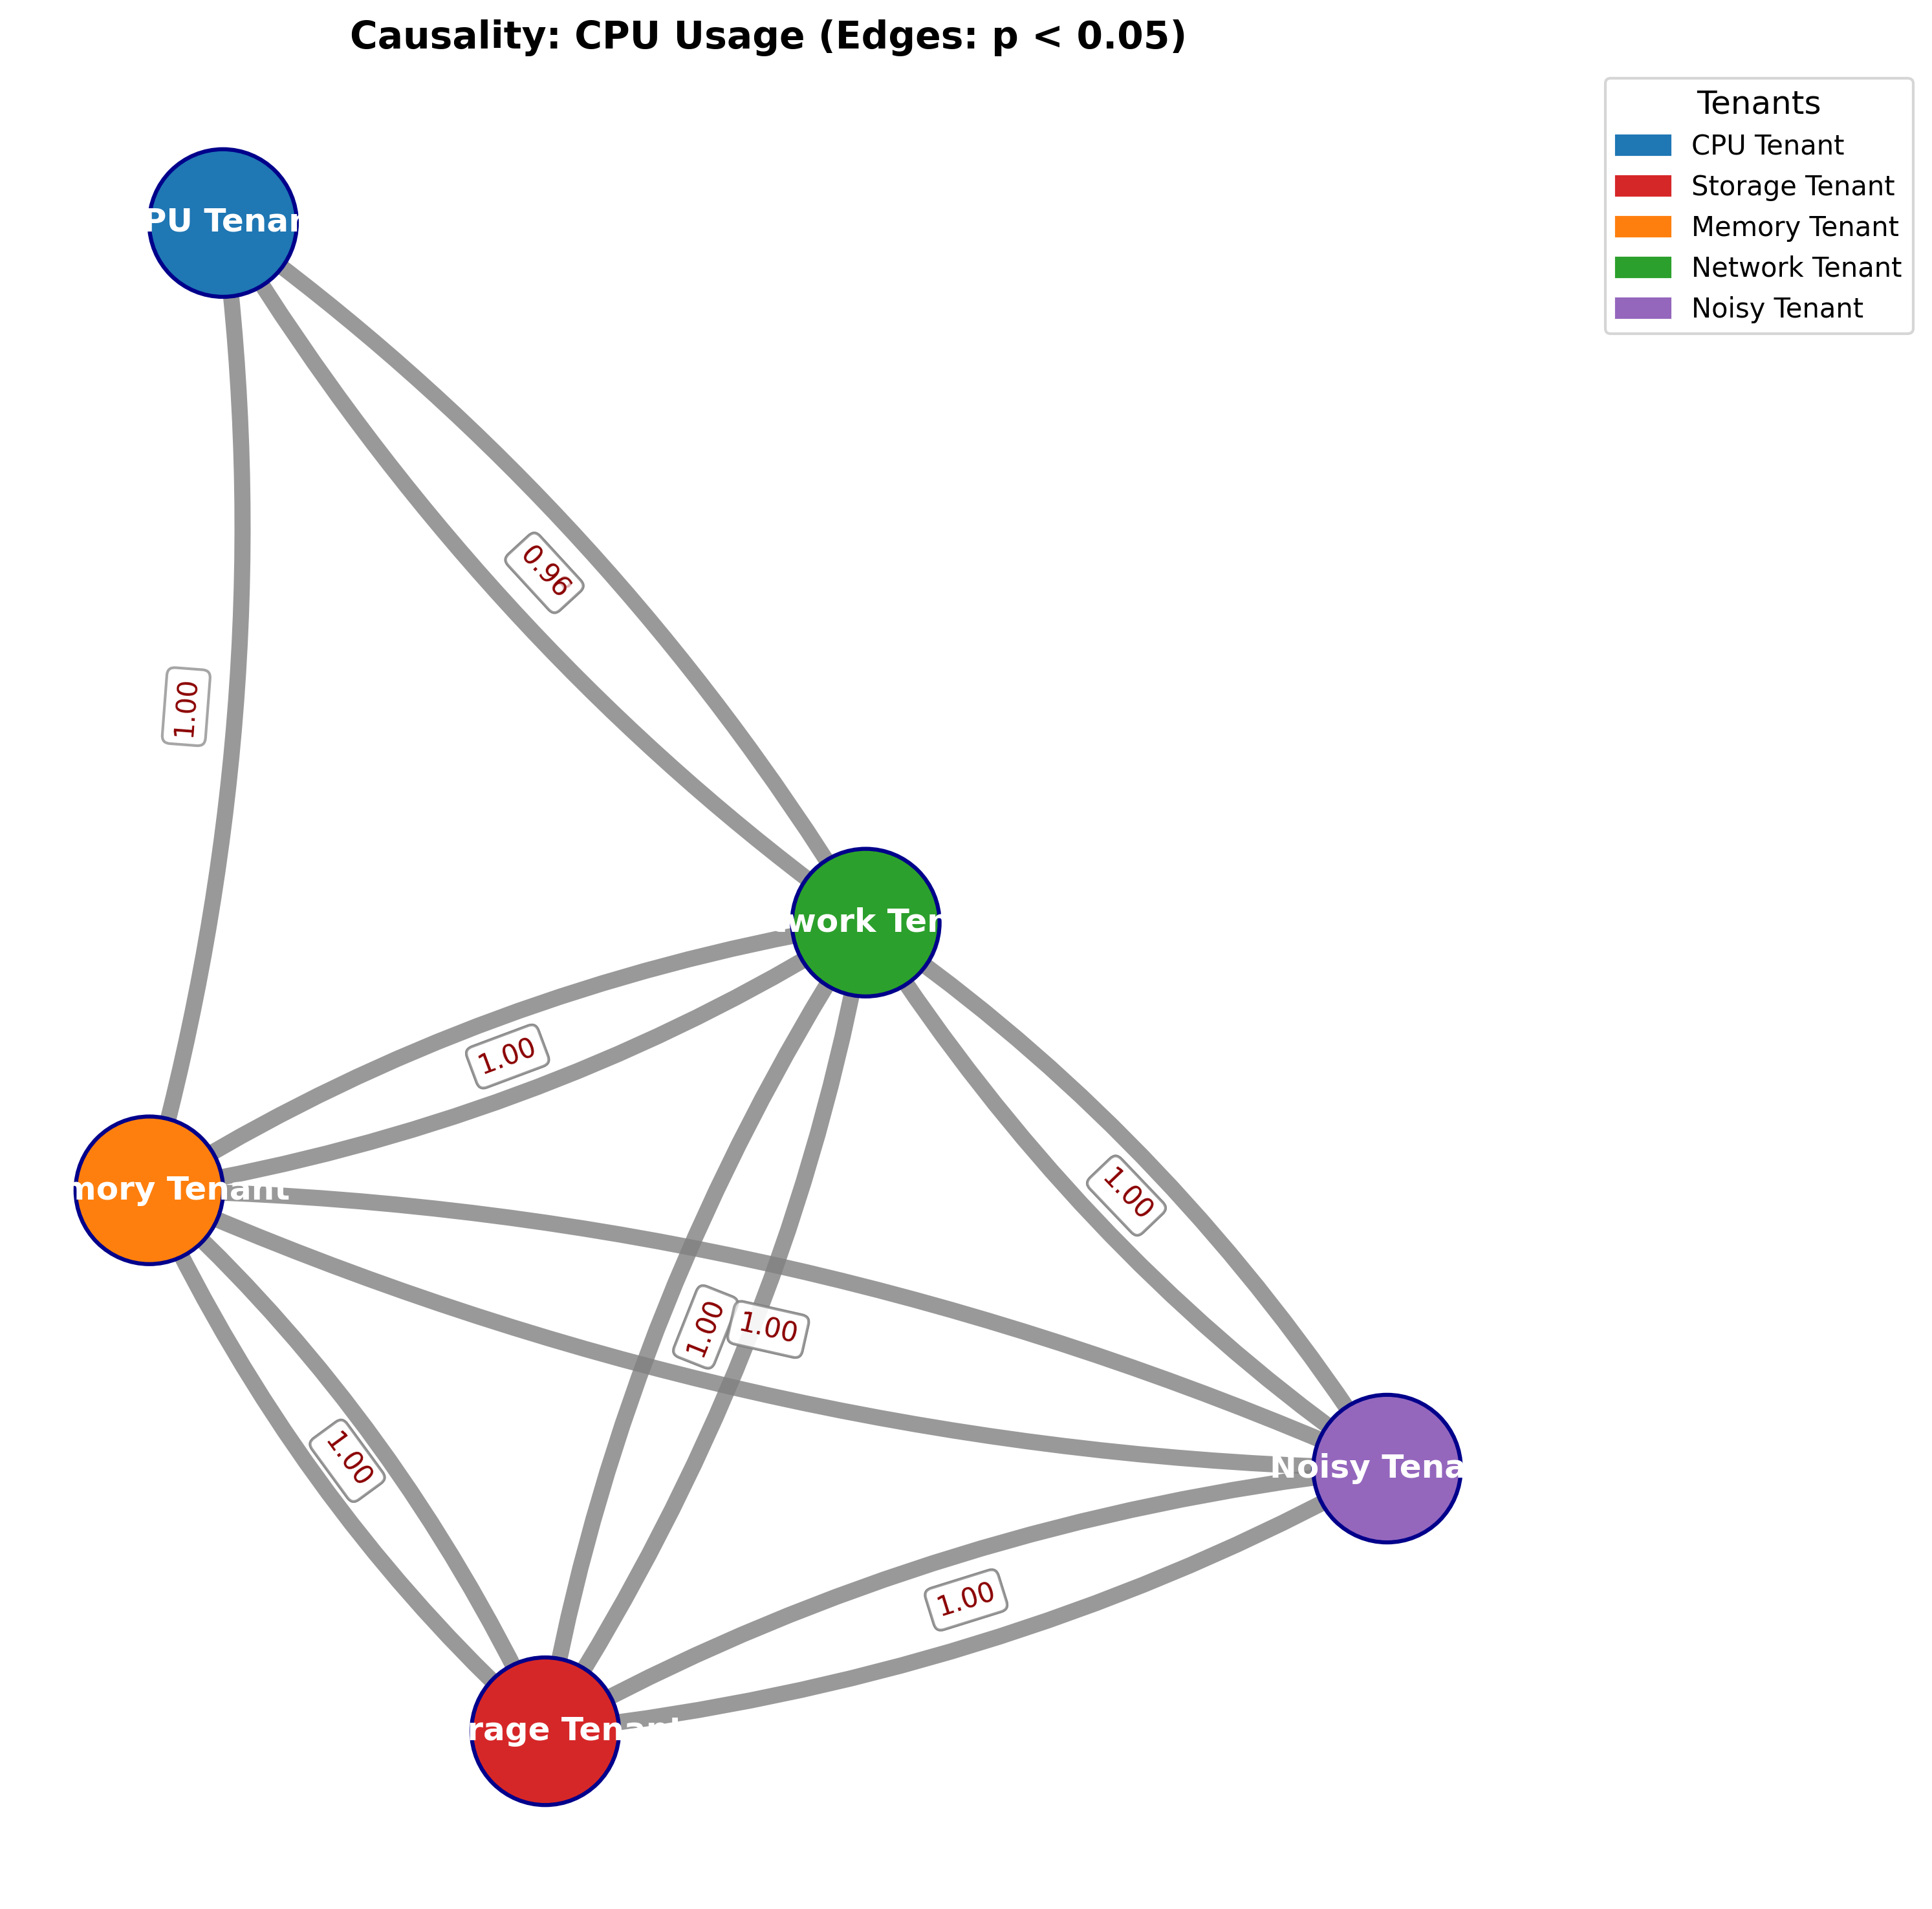 Causality: CPU Usage (Edges: p < 0.05)
Tenants
CPU Tenant
Storage Tenant
Memory Tenant
Network Tenant
Noisy Tenant
PU Tenan
0.96
1.00
work Ten
1.00
mory Tenant
1.00
1.00
1.00
1.00
Noisy Tena
1.00
rage Tenant